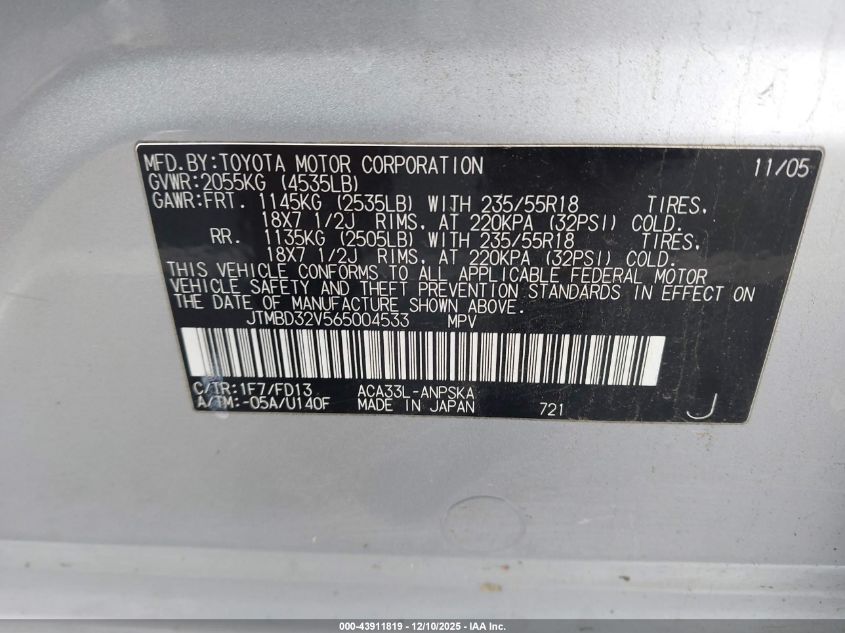 MFD.BY:TOYOTA MOTOR CORPORATION 11/05
GVWR:2055KG (4535LB)
GAWR:FRT. 1145KG (2535LB) WITH 235/55R18 TIRES,
18X7 1/2J RIMS, AT 220KPA (32PSI) COLD.
RR. 1135KG (2505LB) WITH 235/55R18 TIRES,
18X7 1/2J RIMS, AT 220KPA (32PSI) COLD.
THIS VEHICLE CONFORMS TO ALL APPLICABLE FEDERAL MOTOR
VEHICLE SAFETY AND THEFT PREVENTION STANDARDS IN EFFECT ON
THE DATE OF MANUFACTURE SHOWN ABOVE.
JTMBD32V565004533 MPV
C/TR:1F7/FD13 ACA33L-ANPSKA
A/TM:-05A/U140F MADE IN JAPAN 721 J
000-43911819 - 12/10/2025 - IAA Inc.